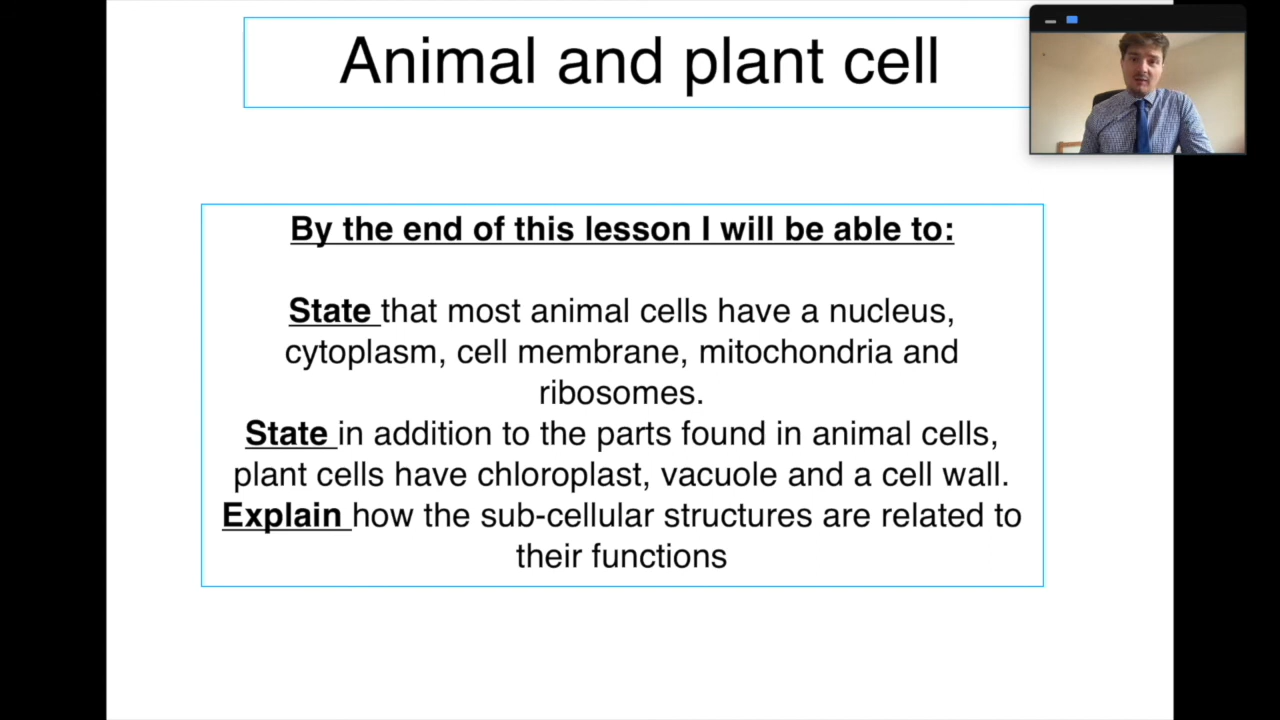 Animal and plant cell
By the end of this lesson I will be able to:
State that most animal cells have a nucleus,
cytoplasm, cell membrane, mitochondria and
ribosomes.
State in addition to the parts found in animal cells,
plant cells have chloroplast, vacuole and a cell wall.
Explain how the sub-cellular structures are related to
their functions